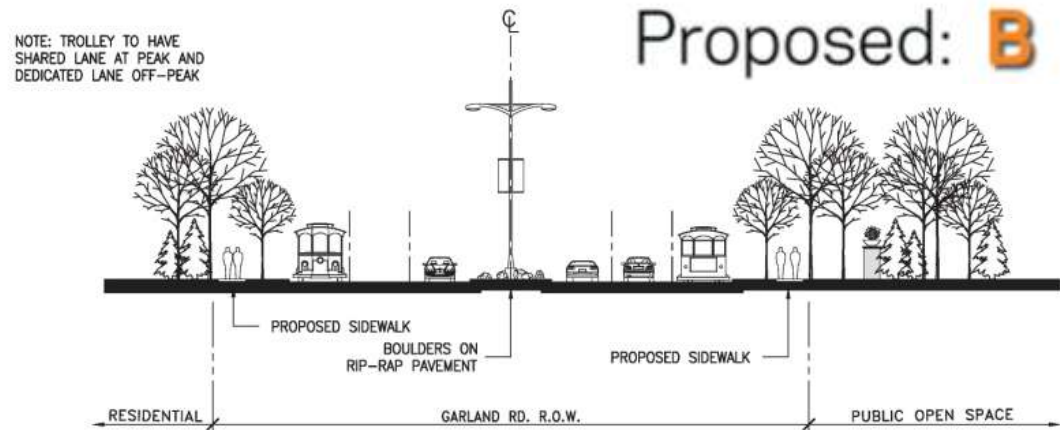 Proposed: B
NOTE: TROLLEY TO HAVE
SHARED LANE AT PEAK AND
DEDICATED LANE OFF-PEAK
CL
PROPOSED SIDEWALK
BOULDERS ON
RIP-RAP PAVEMENT
PROPOSED SIDEWALK
RESIDENTIAL
GARLAND RD. R.O.W.
PUBLIC OPEN SPACE